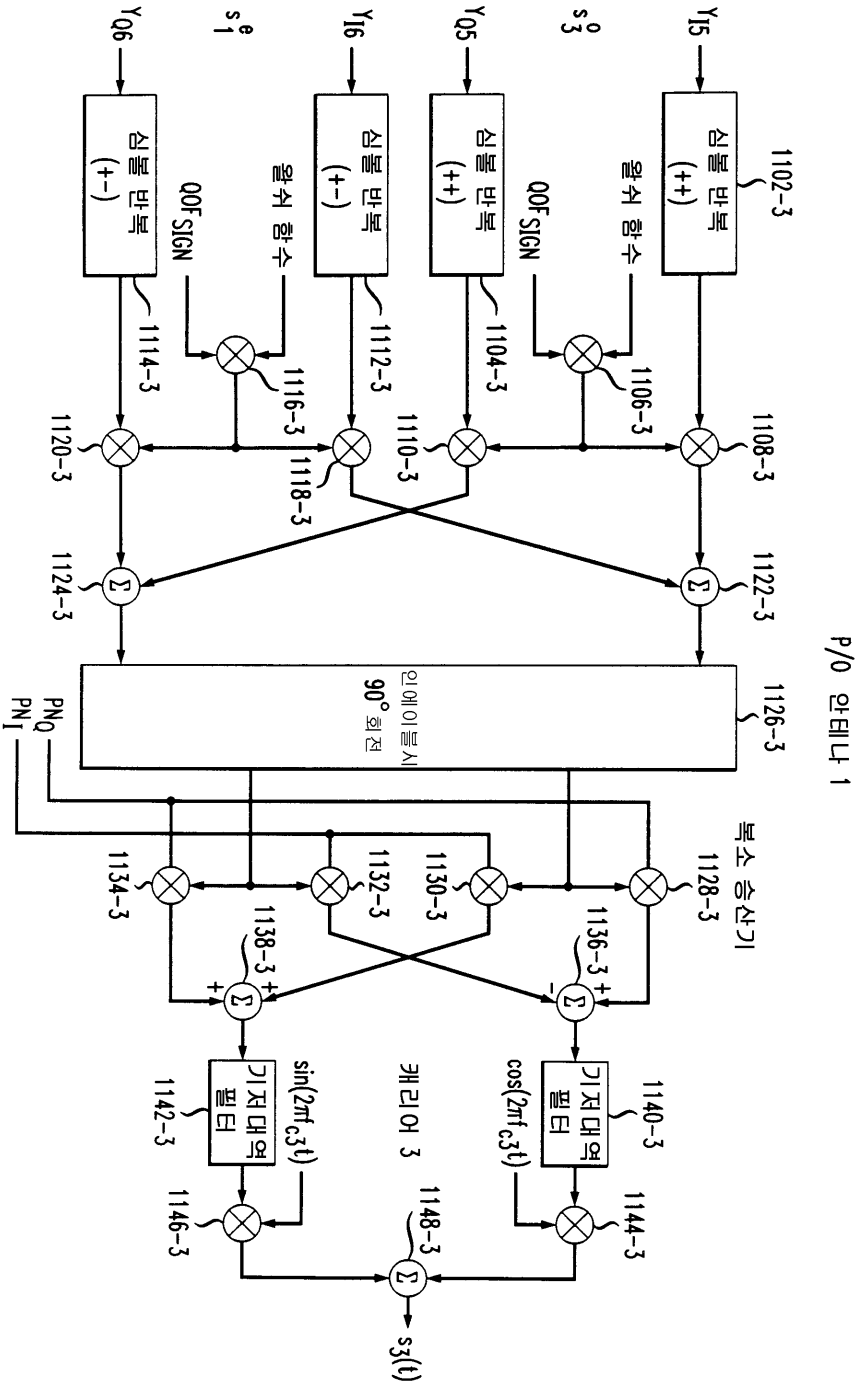 P/O 안테나 1
Y_I5
s_3^o
Y_Q5
Y_I6
s_1^e
Y_Q6
1102-3
심볼 반복
(++)
왈쉬 함수
QOF_SIGN
심볼 반복
(++)
1104-3
심볼 반복
(+-)
1112-3
왈쉬 함수
QOF_SIGN
심볼 반복
(+-)
1114-3
1106-3
1116-3
1108-3
1110-3
1118-3
1120-3
1122-3
Σ
1124-3
Σ
1126-3
인에이블시
90° 회전
PN_Q
PN_I
복소 승산기
1128-3
1130-3
1132-3
1134-3
1136-3
+
Σ
-
1138-3
+
Σ
+
1140-3
기저대역
필터
cos(2πf_c3t)
캐리어 3
sin(2πf_c3t)
기저대역
필터
1142-3
1144-3
1146-3
1148-3
Σ
s_3(t)